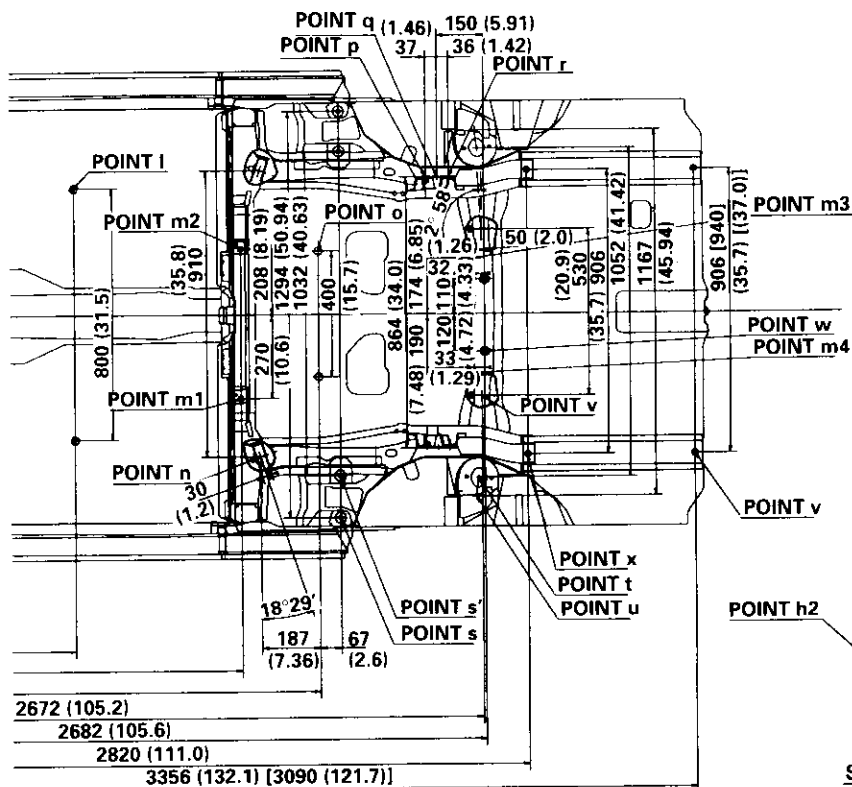 POINT q
(1.46)
150 (5.91)
POINT p
37
36 (1.42)
POINT r
POINT l
POINT m2
POINT o
POINT m3
(35.8)
910
208 (8.19)
1294 (50.94)
1032 (40.63)
400
(15.7)
864 (34.0)
174 (6.85)
2° 58'
(1.26)
32
110
(4.33)
50 (2.0)
530
(20.9)
906
(35.7)
1052 (41.42)
1167
(45.94)
906 [940]
(35.7) [(37.0)]
800 (31.5)
270
(10.6)
190
(7.48)
120
(4.72)
33
(1.29)
POINT w
POINT m4
POINT m1
POINT v
POINT n
30
(1.2)
POINT v
POINT x
POINT t
POINT u
18°29'
POINT s'
POINT s
POINT h2
187
(7.36)
67
(2.6)
2672 (105.2)
2682 (105.6)
2820 (111.0)
3356 (132.1) [3090 (121.7)]
S